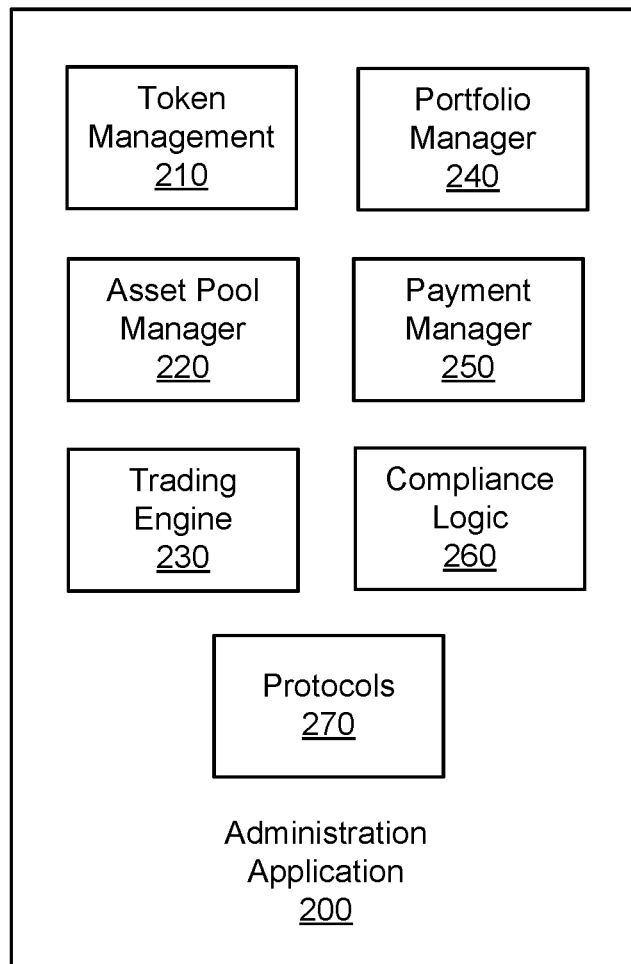 Token
Management
210
Portfolio
Manager
240
Asset Pool
Manager
220
Payment
Manager
250
Trading
Engine
230
Compliance
Logic
260
Protocols
270
Administration
Application
200